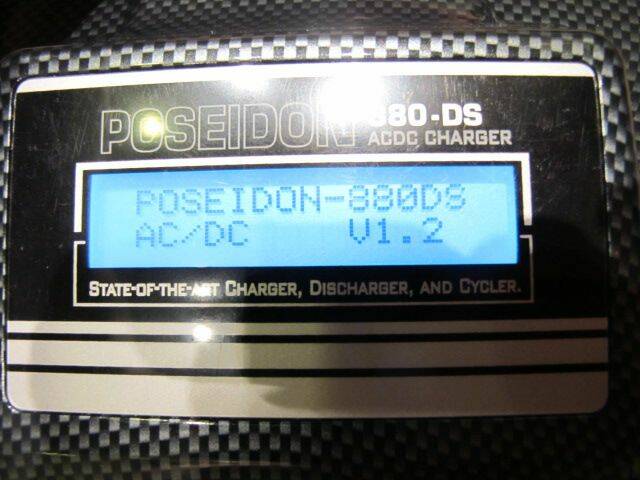 POSEIDON 880-DS
ACDC CHARGER
POSEIDON-880DS
AC/DC V1.2
STATE-OF-THE-ART CHARGER, DISCHARGER, AND CYCLER.